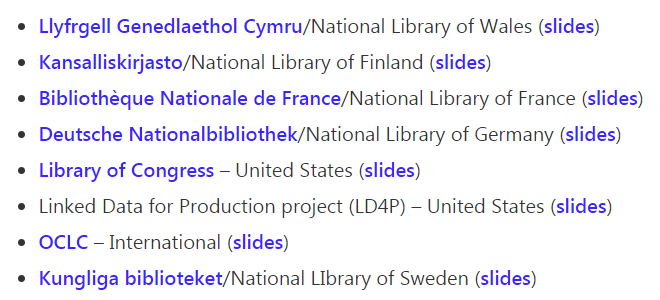 Llyfrgell Genedlaethol Cymru/National Library of Wales (slides)
Kansalliskirjasto/National Library of Finland (slides)
Bibliothèque Nationale de France/National Library of France (slides)
Deutsche Nationalbibliothek/National Library of Germany (slides)
Library of Congress – United States (slides)
Linked Data for Production project (LD4P) – United States (slides)
OCLC – International (slides)
Kungliga biblioteket/National LIbrary of Sweden (slides)